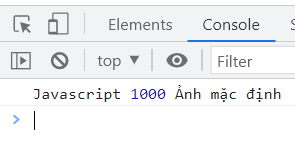 Elements Console
top Filter
Javascript 1000 Ảnh mặc định